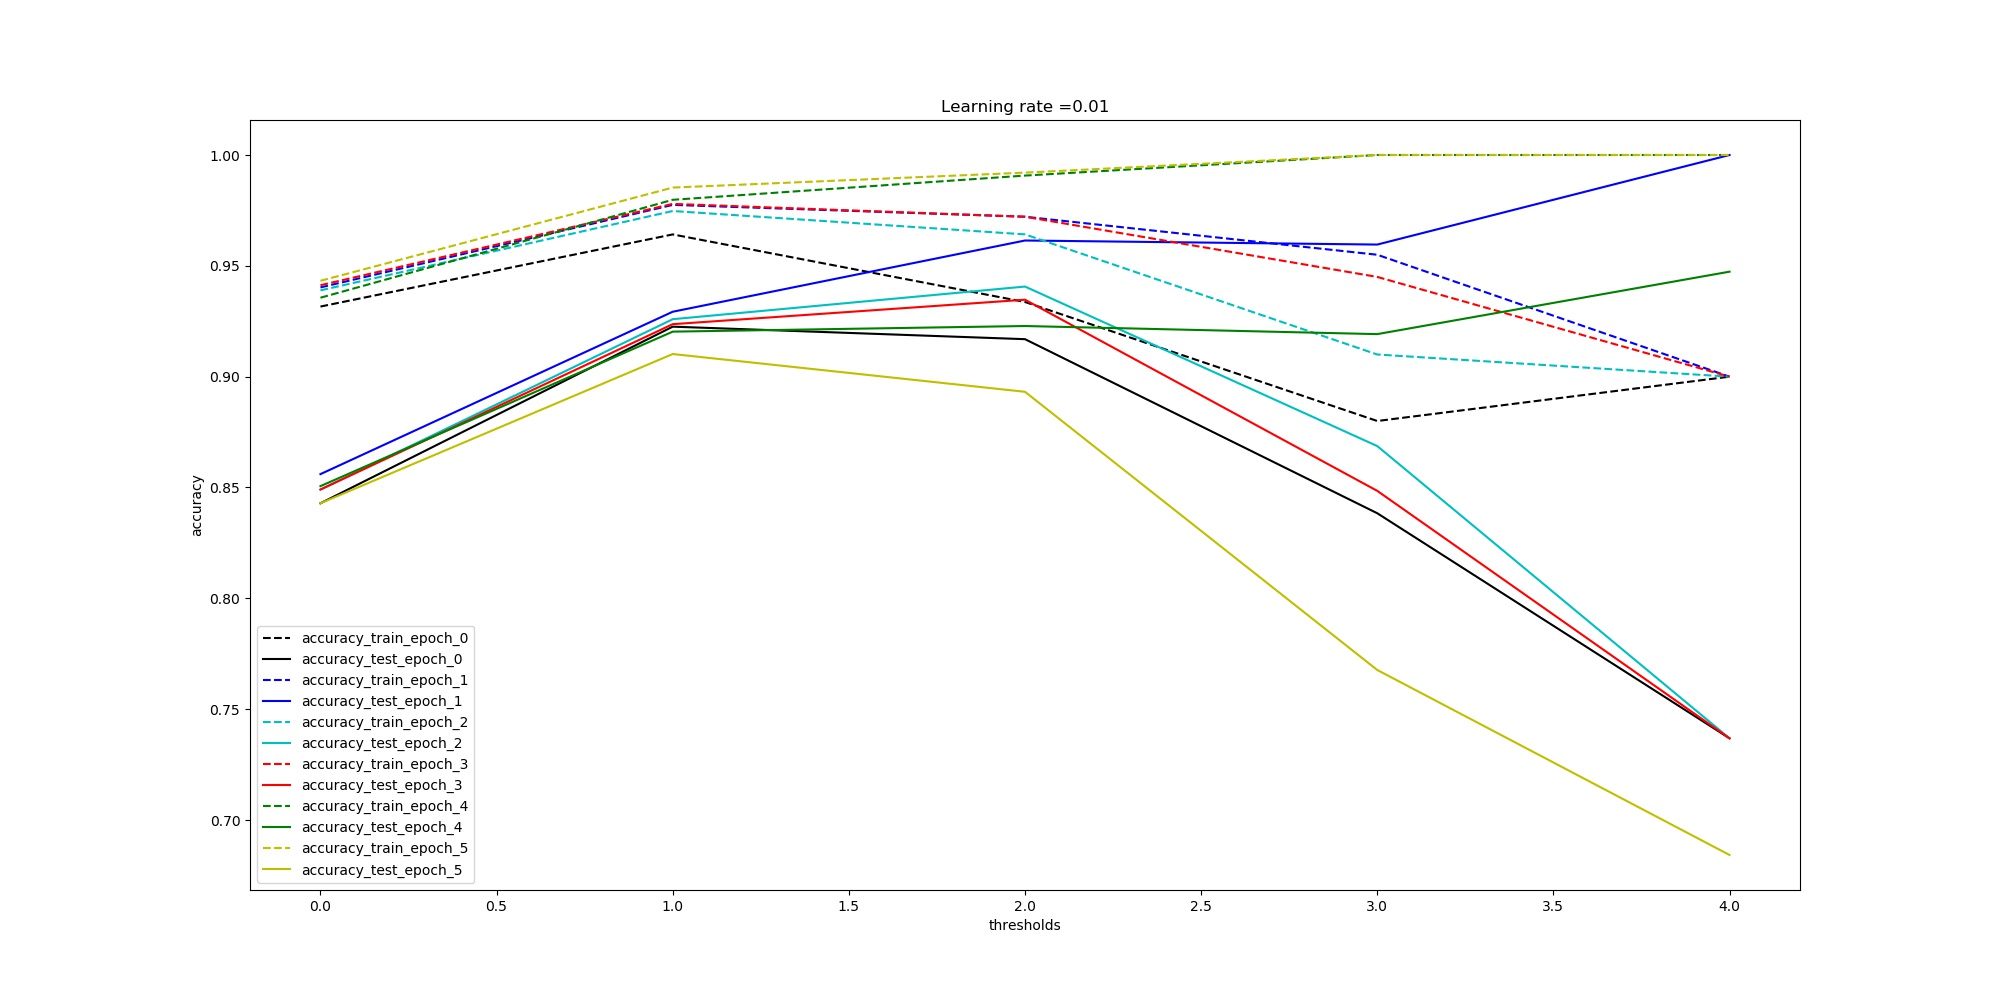 Learning rate =0.01
1.00
0.95
0.90
0.85
0.80
0.75
0.70
accuracy
accuracy_train_epoch_0
accuracy_test_epoch_0
accuracy_train_epoch_1
accuracy_test_epoch_1
accuracy_train_epoch_2
accuracy_test_epoch_2
accuracy_train_epoch_3
accuracy_test_epoch_3
accuracy_train_epoch_4
accuracy_test_epoch_4
accuracy_train_epoch_5
accuracy_test_epoch_5
0.0 0.5 1.0 1.5 2.0 2.5 3.0 3.5 4.0
thresholds